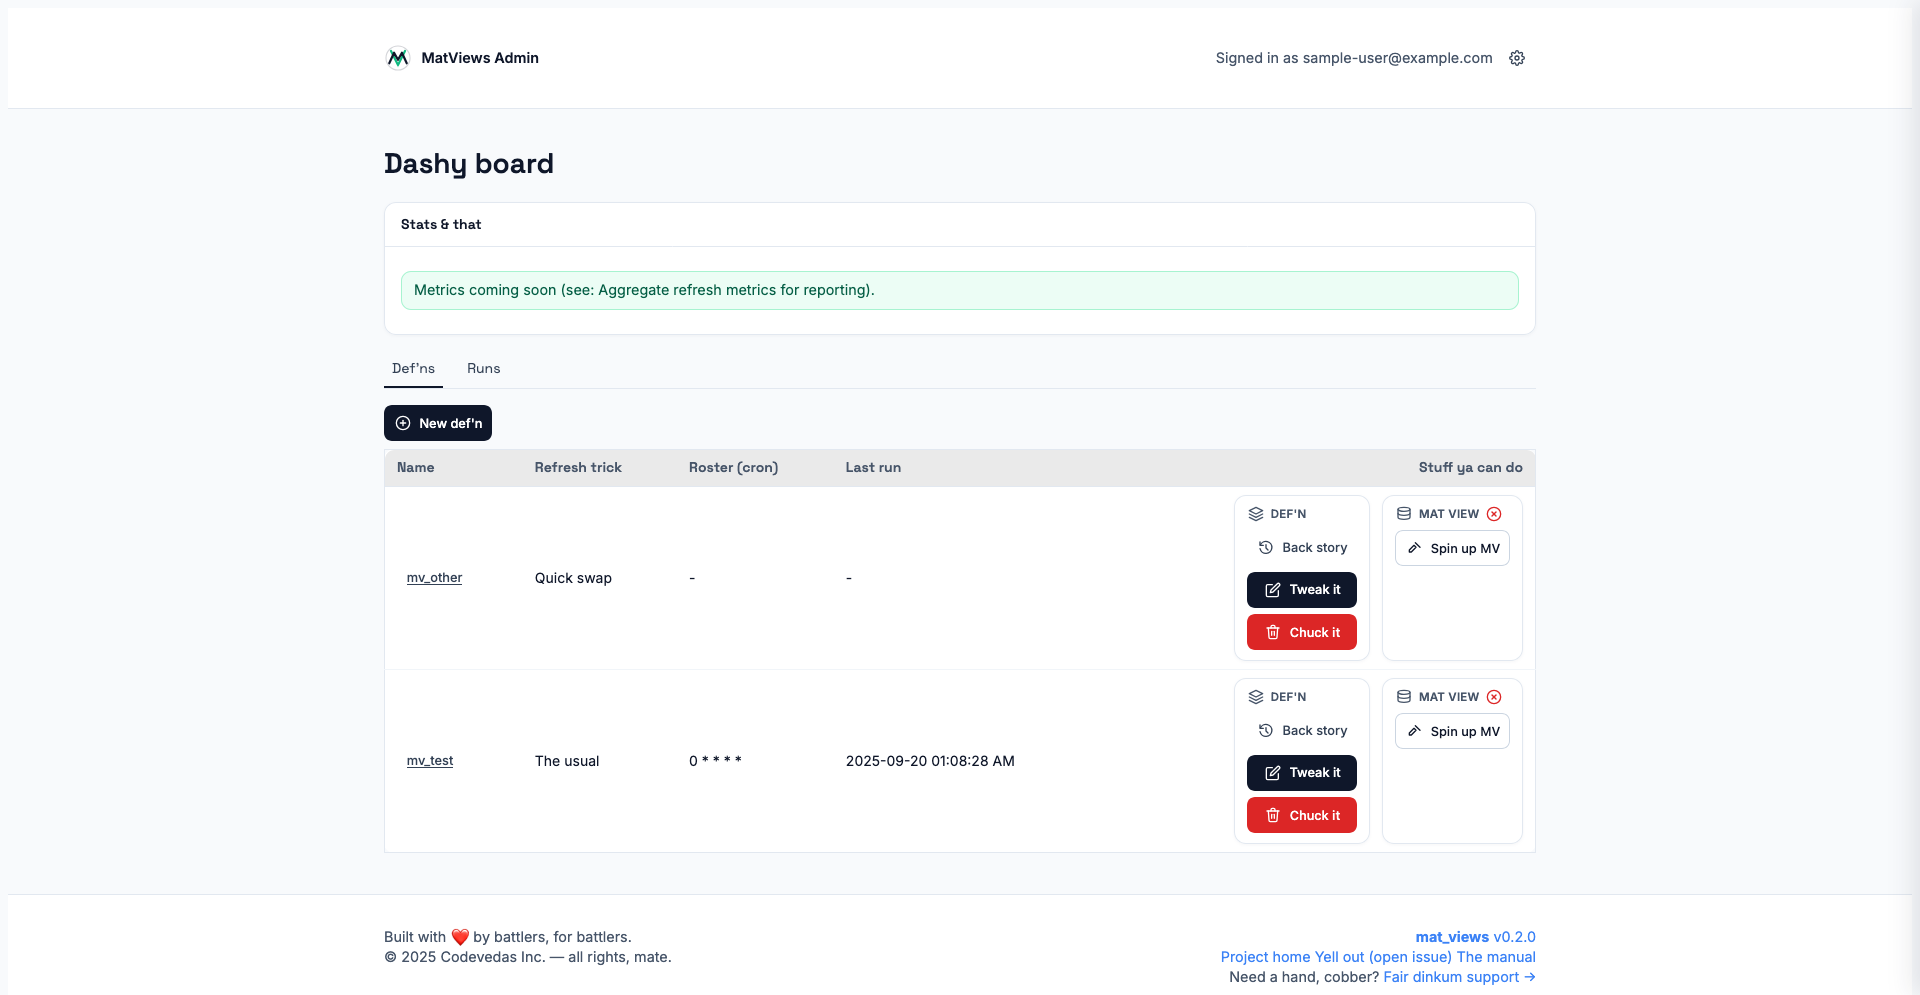 MatViews Admin
Signed in as sample-user@example.com
Dashy board
Stats & that
Metrics coming soon (see: Aggregate refresh metrics for reporting).
Def'ns Runs
New def'n
Name Refresh trick Roster (cron) Last run Stuff ya can do
DEF'N MAT VIEW
Back story Spin up MV
mv_other Quick swap - -
Tweak it
Chuck it
DEF'N MAT VIEW
Back story Spin up MV
mv_test The usual 0 * * * * 2025-09-20 01:08:28 AM
Tweak it
Chuck it
Built with ❤️ by battlers, for battlers.
© 2025 Codevedas Inc. — all rights, mate.
mat_views v0.2.0
Project home Yell out (open issue) The manual
Need a hand, cobber? Fair dinkum support →